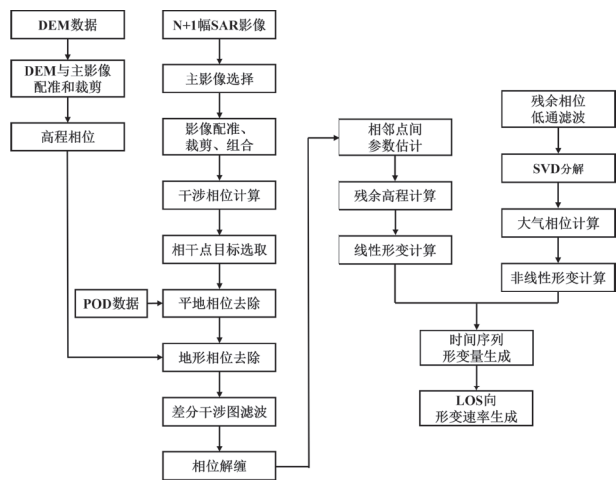 DEM数据
DEM与主影像
配准和裁剪
高程相位
N+1幅SAR影像
主影像选择
影像配准、
裁剪、组合
干涉相位计算
相干点目标选取
POD数据
平地相位去除
地形相位去除
差分干涉图滤波
相位解缠
相邻点间
参数估计
残余高程计算
线性形变计算
残余相位
低通滤波
SVD分解
大气相位计算
非线性形变计算
时间序列
形变量生成
LOS向
形变速率生成